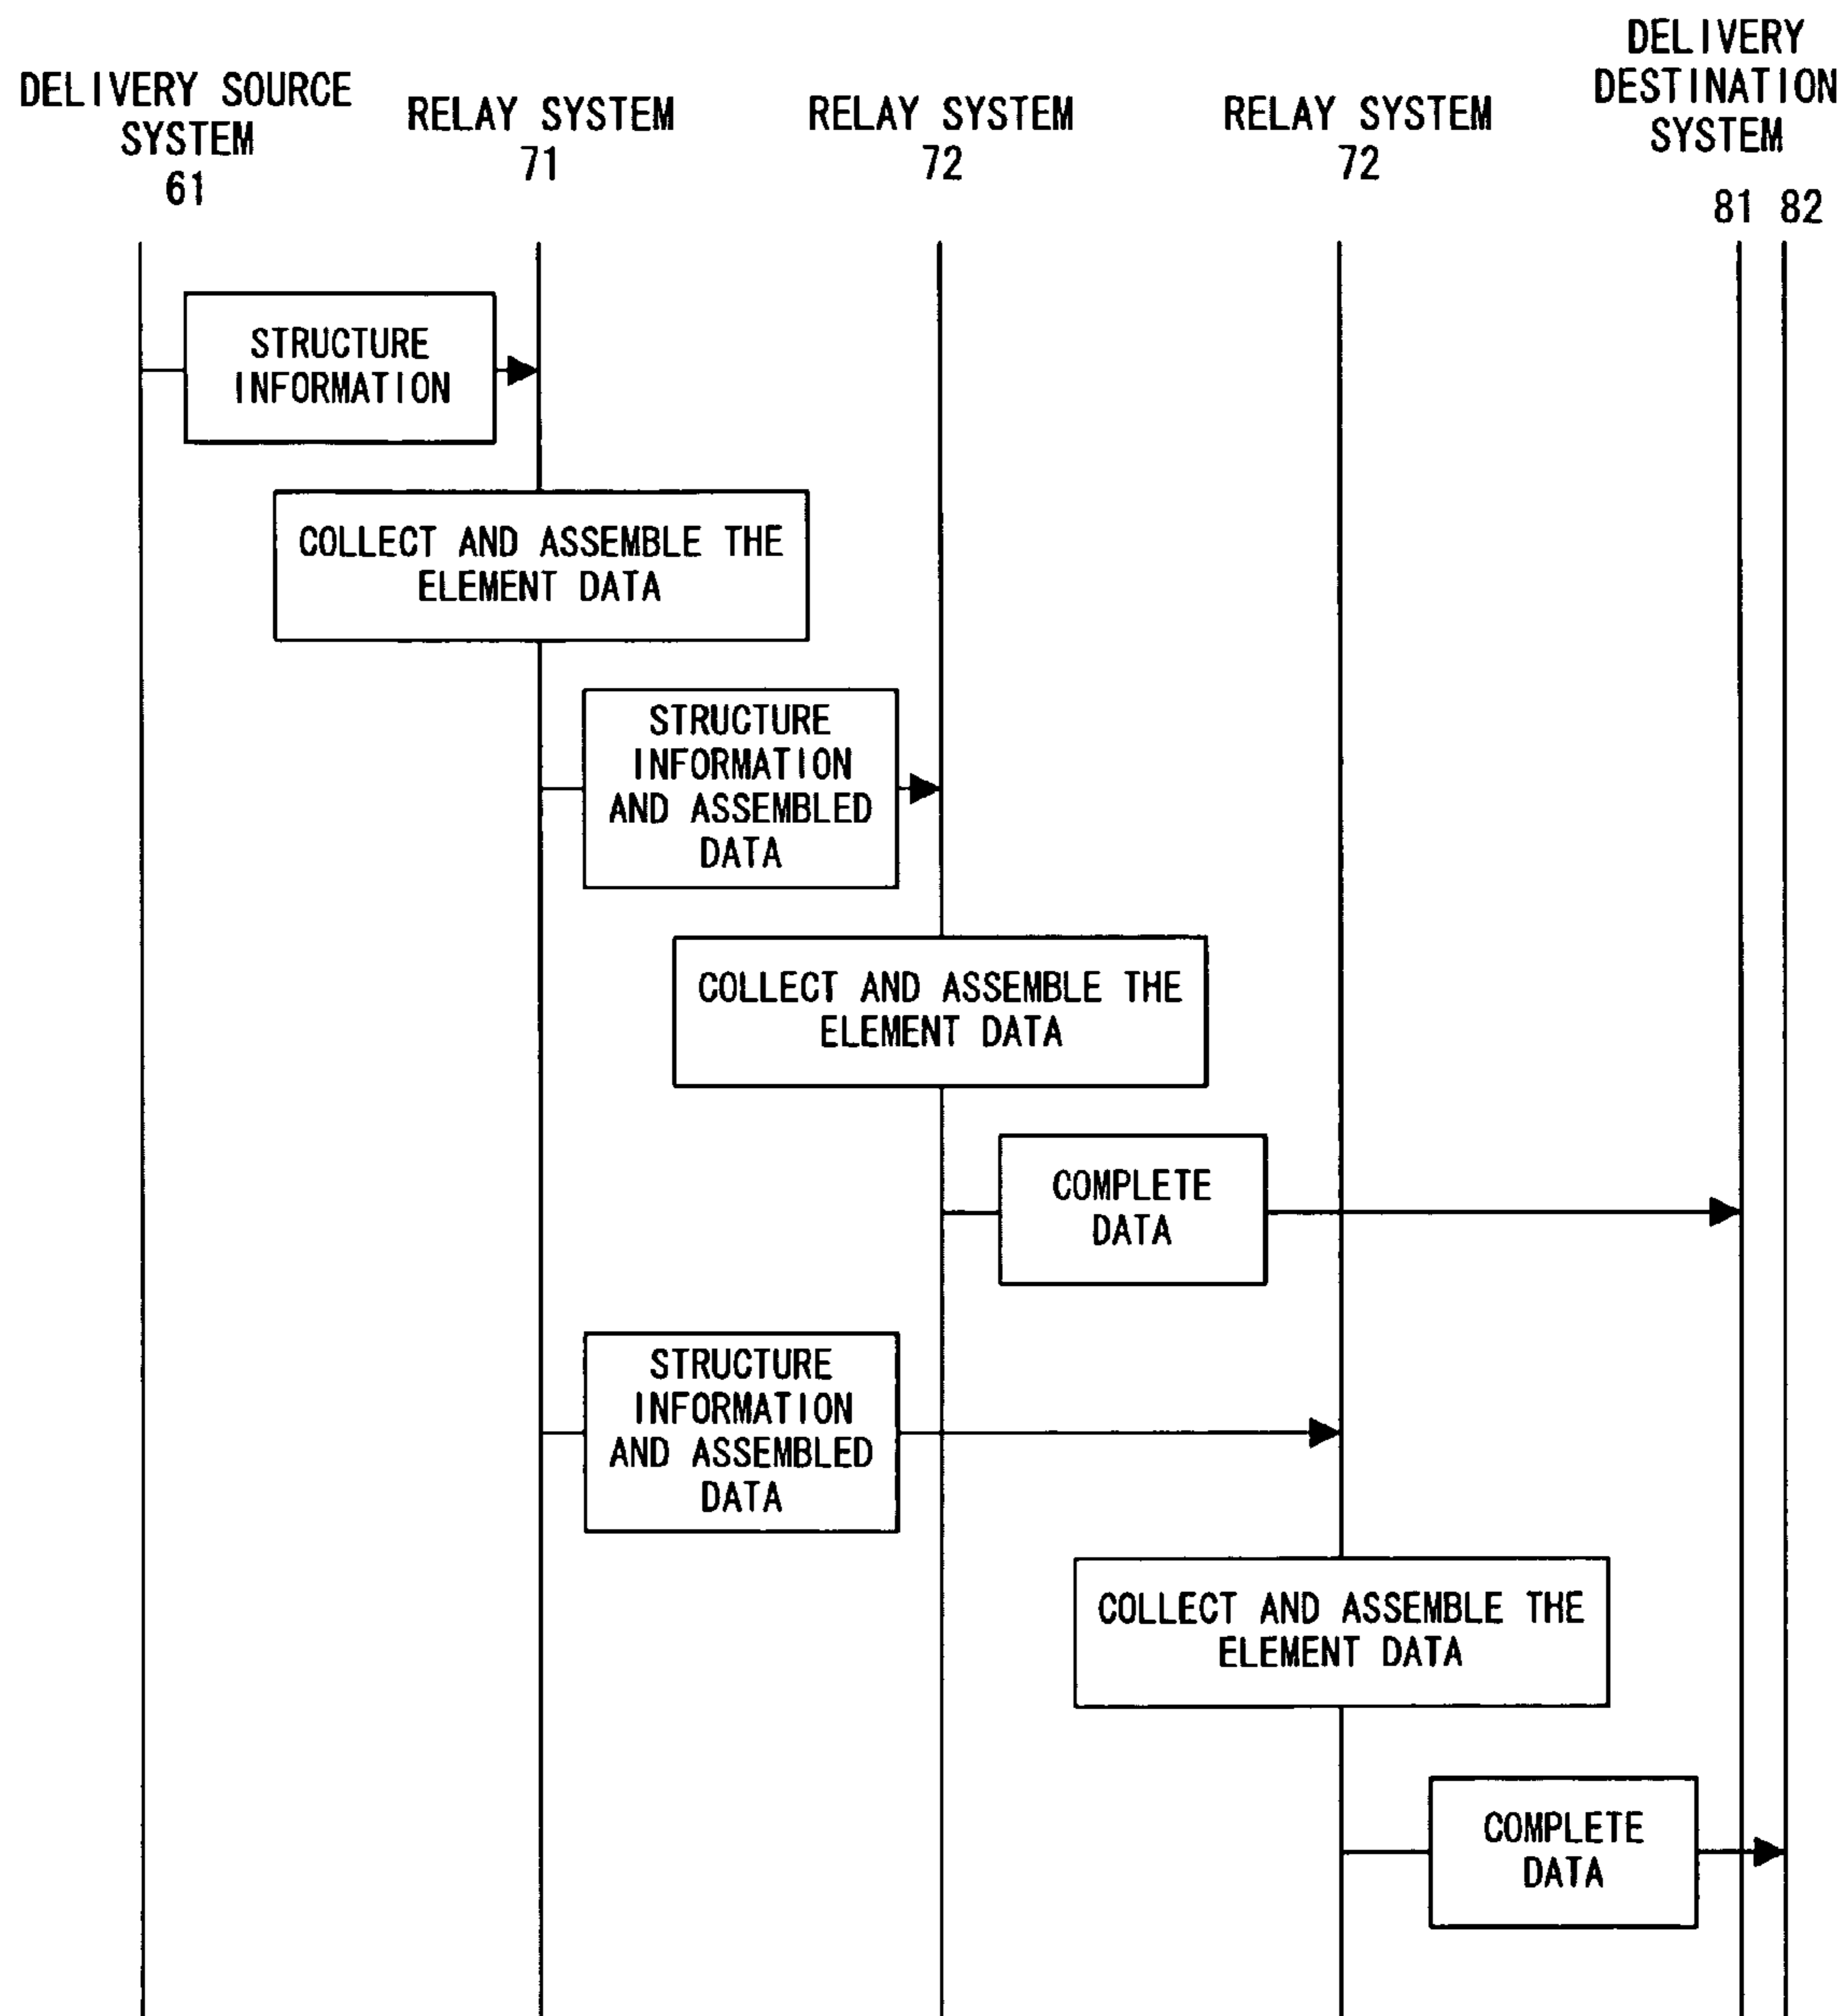 DELIVERY SOURCE
SYSTEM
61
RELAY SYSTEM
71
RELAY SYSTEM
72
RELAY SYSTEM
72
DELIVERY
DESTINATION
SYSTEM
81 82
STRUCTURE
INFORMATION
COLLECT AND ASSEMBLE THE
ELEMENT DATA
STRUCTURE
INFORMATION
AND ASSEMBLED
DATA
COLLECT AND ASSEMBLE THE
ELEMENT DATA
COMPLETE
DATA
STRUCTURE
INFORMATION
AND ASSEMBLED
DATA
COLLECT AND ASSEMBLE THE
ELEMENT DATA
COMPLETE
DATA